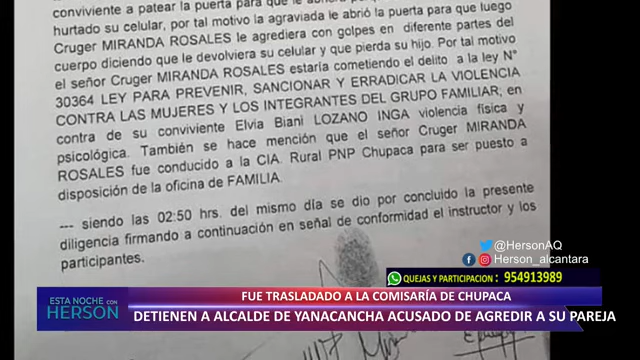 conviviente a patear la puerta para que le
hurtado su celular, por tal motivo la agraviada le abrió la puerta para que luego
Cruger MIRANDA ROSALES le agrediera con golpes en diferente partes del
cuerpo diciendo que le devolviera su celular y que pierda su hijo. Por tal motivo
el señor Cruger MIRANDA ROSALES estaría cometiendo el delito a la ley N°
30364 LEY PARA PREVENIR, SANCIONAR Y ERRADICAR LA VIOLENCIA
CONTRA LAS MUJERES Y LOS INTEGRANTES DEL GRUPO FAMILIAR; en
contra de su conviviente Elvia Biani LOZANO INGA violencia física y
psicológica. También se hace mención que el señor Cruger MIRANDA
ROSALES fue conducido a la CIA. Rural PNP Chupaca para ser puesto a
disposición de la oficina de FAMILIA.
--- siendo las 02:50 hrs. del mismo día se dio por concluido la presente
diligencia firmando a continuación en señal de conformidad el instructor y los
participantes.
@HersonAQ
Herson_alcantara
QUEJAS Y PARTICIPACION : 954913989
ESTA NOCHE CON
HERSON
FUE TRASLADADO A LA COMISARÍA DE CHUPACA
DETIENEN A ALCALDE DE YANACANCHA ACUSADO DE AGREDIR A SU PAREJA